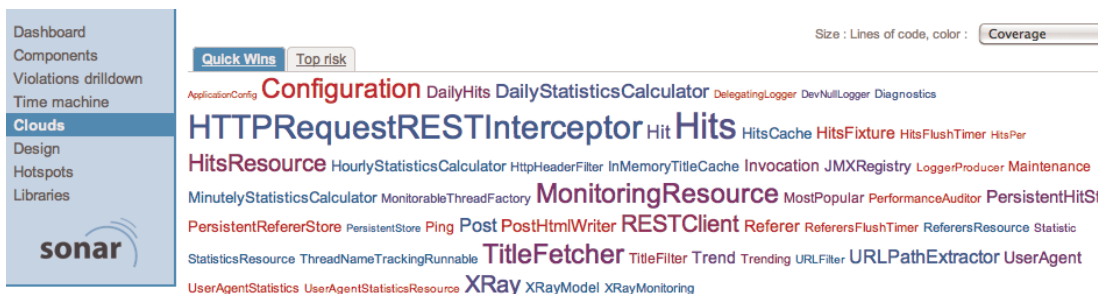 Dashboard
Components
Violations drilldown
Time machine
Clouds
Design
Hotspots
Libraries
sonar
Size : Lines of code, color : Coverage
Quick Wins Top risk
ApplicationConfig Configuration DailyHits DailyStatisticsCalculator DelegatingLogger DevNullLogger Diagnostics
HTTPRequestRESTInterceptor Hit Hits HitsCache HitsFixture HitsFlushTimer HitsPer
HitsResource HourlyStatisticsCalculator HttpHeaderFilter InMemoryTitleCache Invocation JMXRegistry LoggerProducer Maintenance
MinutelyStatisticsCalculator MonitorableThreadFactory MonitoringResource MostPopular PerformanceAuditor PersistentHitSt
PersistentRefererStore PersistentStore Ping Post PostHtmlWriter RESTClient Referer ReferersFlushTimer ReferersResource Statistic
StatisticsResource ThreadNameTrackingRunnable TitleFetcher TitleFilter Trend Trending URLFilter URLPathExtractor UserAgent
UserAgentStatistics UserAgentStatisticsResource XRay XRayModel XRayMonitoring